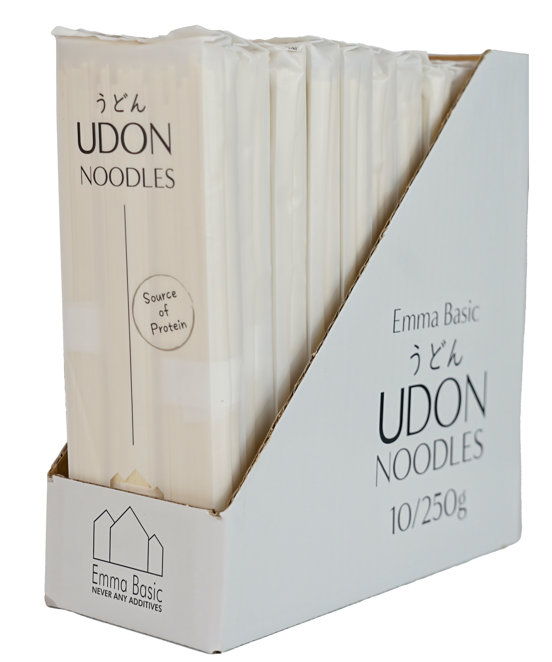 うどん
UDON
NOODLES
Source
of
Protein
Emma Basic
NEVER ANY ADDITIVES
Emma Basic
うどん
UDON
NOODLES
10/250g